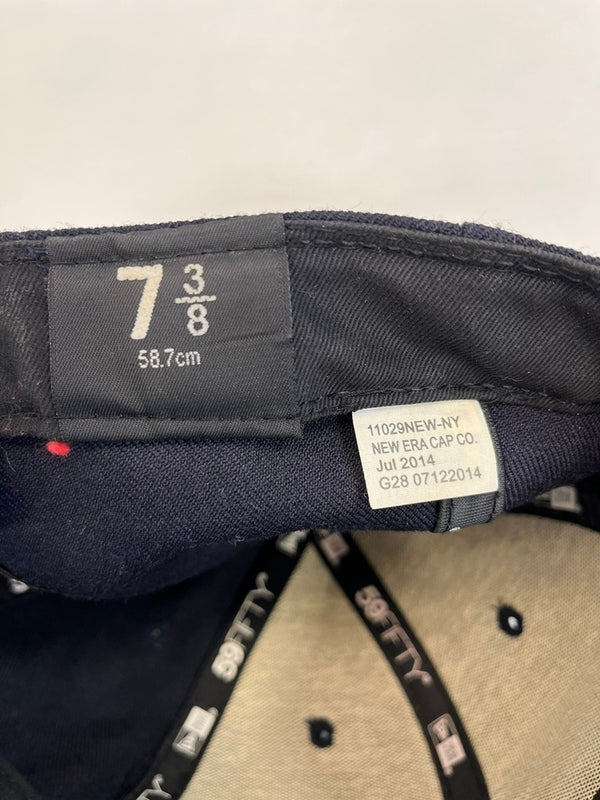 7 3/8
58.7cm
11029NEW-NY
NEW ERA CAP CO.
Jul 2014
G28 07122014
59FIFTY
59FIFTY